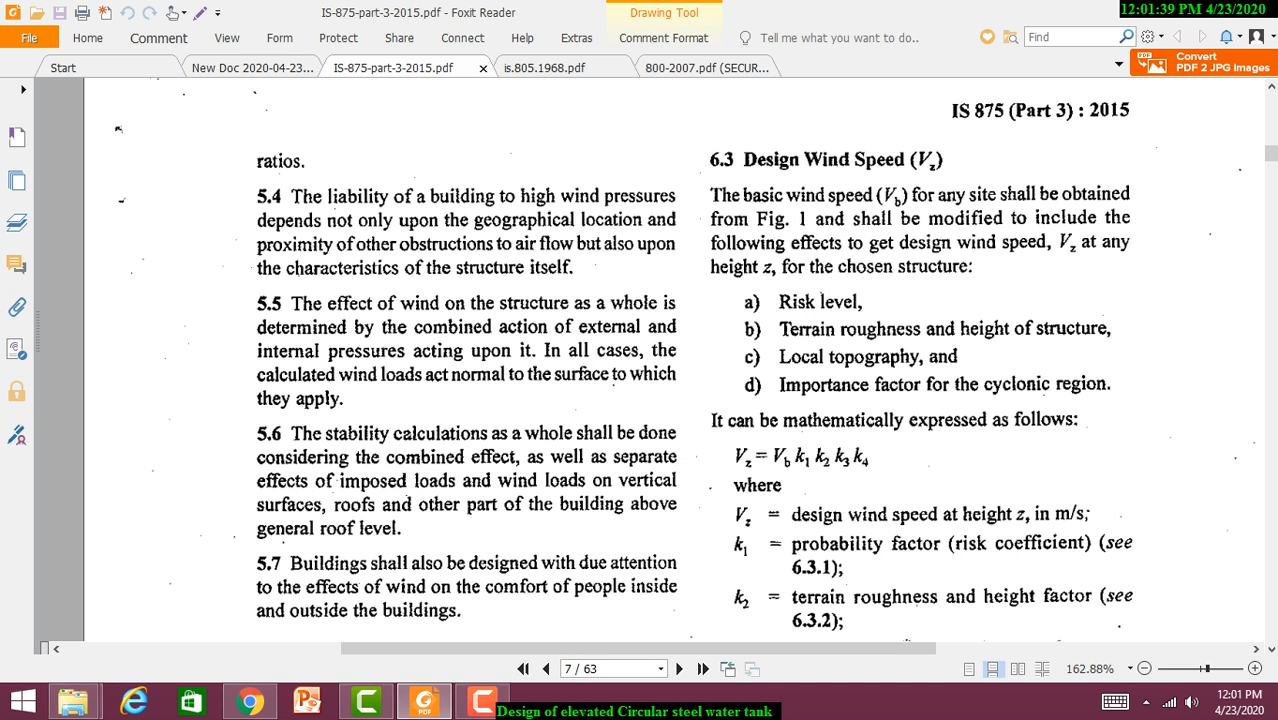 IS-875-part-3-2015.pdf - Foxit Reader
Drawing Tool
12:01:39 PM 4/23/2020
File
Home
Comment
View
Form
Protect
Share
Connect
Help
Extras
Comment Format
Tell me what you want to do..
Find
Start
New Doc 2020-04-23...
IS-875-part-3-2015.pdf
is.805.1968.pdf
800-2007.pdf (SECUR...
Convert
PDF 2 JPG Images
IS 875 (Part 3) : 2015
ratios.
5.4 The liability of a building to high wind pressures
depends not only upon the geographical location and
proximity of other obstructions to air flow but also upon
the characteristics of the structure itself.
5.5 The effect of wind on the structure as a whole is
determined by the combined action of external and
internal pressures acting upon it. In all cases, the
calculated wind loads act normal to the surface to which
they apply.
5.6 The stability calculations as a whole shall be done
considering the combined effect, as well as separate
effects of imposed loads and wind loads on vertical
surfaces, roofs and other part of the building above
general roof level.
5.7 Buildings shall also be designed with due attention
to the effects of wind on the comfort of people inside
and outside the buildings.
6.3 Design Wind Speed (Vz)
The basic wind speed (Vb) for any site shall be obtained
from Fig. 1 and shall be modified to include the
following effects to get design wind speed, Vz at any
height z, for the chosen structure:
a) Risk level,
b) Terrain roughness and height of structure,
c) Local topography, and
d) Importance factor for the cyclonic region.
It can be mathematically expressed as follows:
Vz = Vb k1 k2 k3 k4
where
Vz = design wind speed at height z, in m/s;
k1 = probability factor (risk coefficient) (see
6.3.1);
k2 = terrain roughness and height factor (see
6.3.2);
7 / 63
162.88%
Design of elevated Circular steel water tank
12:01 PM
4/23/2020